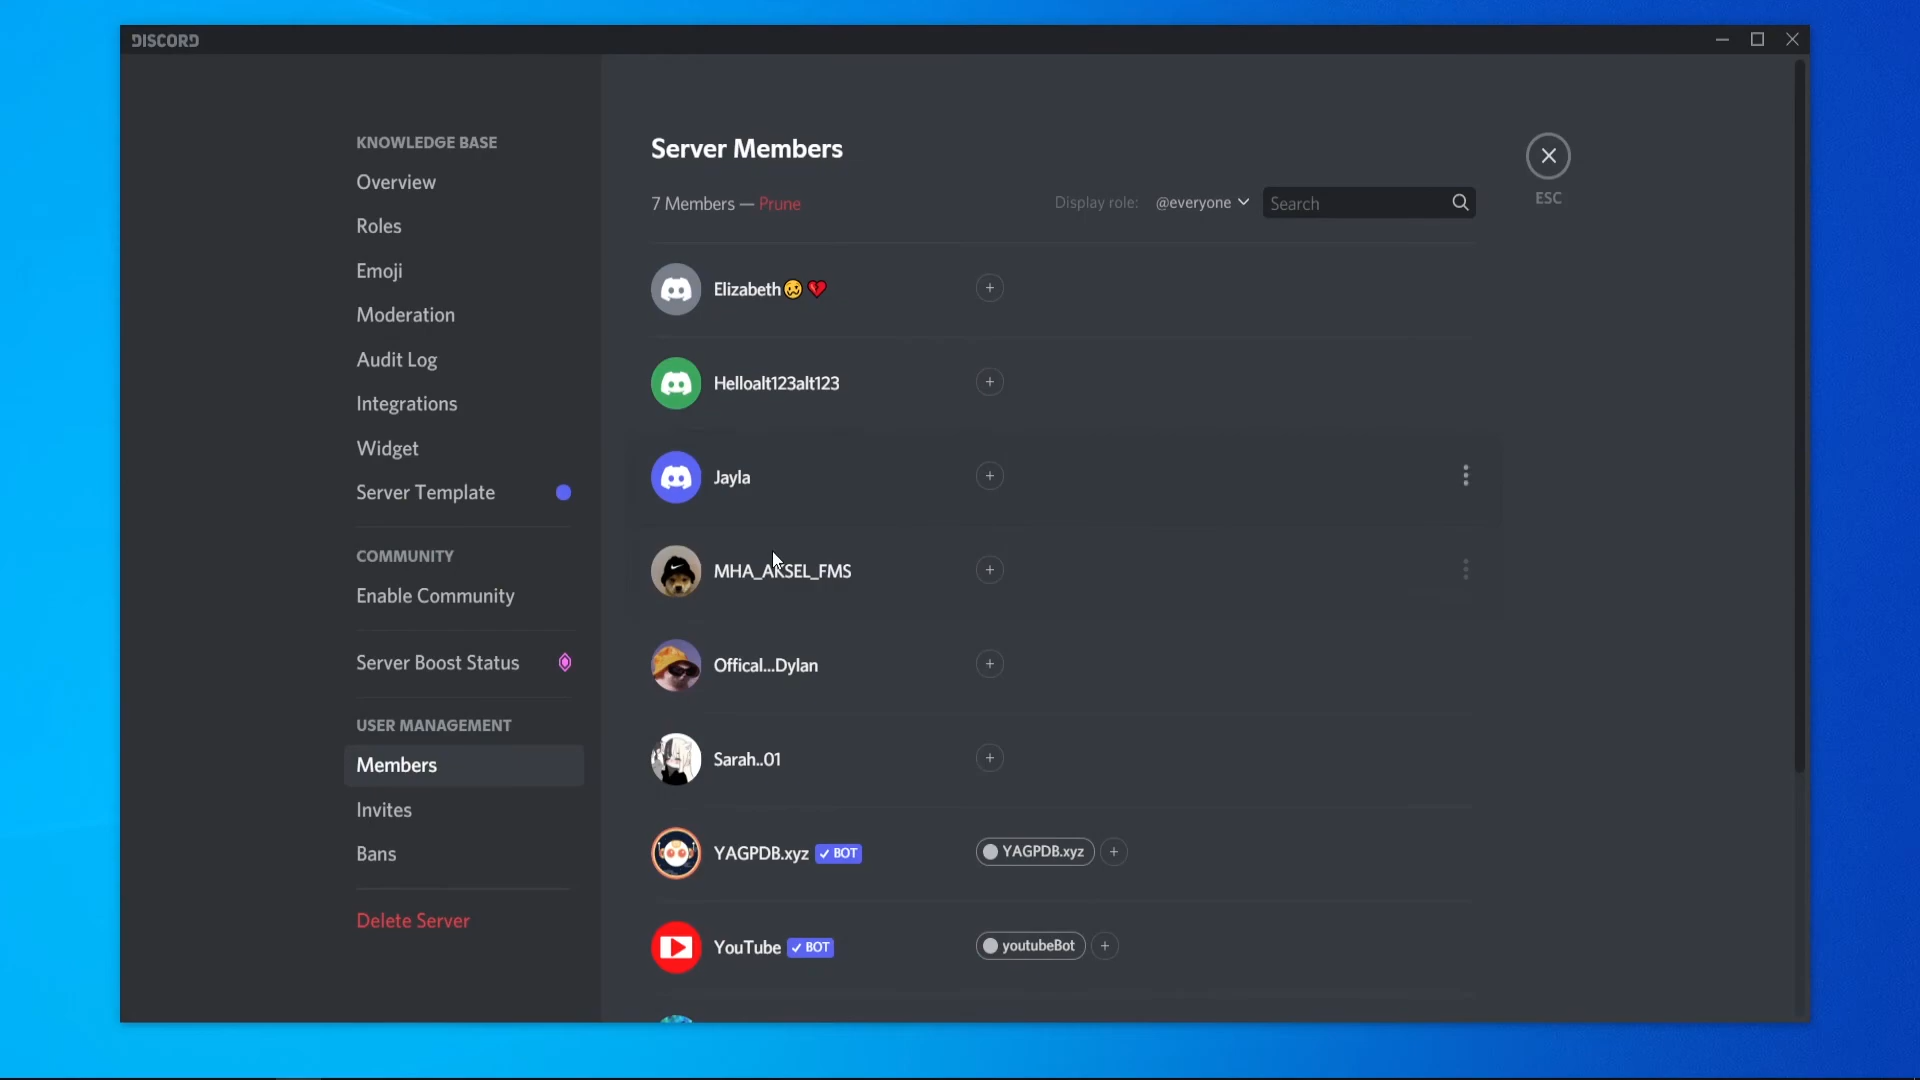 DISCORD
KNOWLEDGE BASE
Overview
Roles
Emoji
Moderation
Audit Log
Integrations
Widget
Server Template
COMMUNITY
Enable Community
Server Boost Status
USER MANAGEMENT
Members
Invites
Bans
Delete Server
Server Members
7 Members — Prune
Display role: @everyone
Search
ESC
Elizabeth🥴💔
Helloalt123alt123
Jayla
MHA_AKSEL_FMS
Offical...Dylan
Sarah..01
YAGPDB.xyz ✓ BOT YAGPDB.xyz
YouTube ✓ BOT youtubeBot